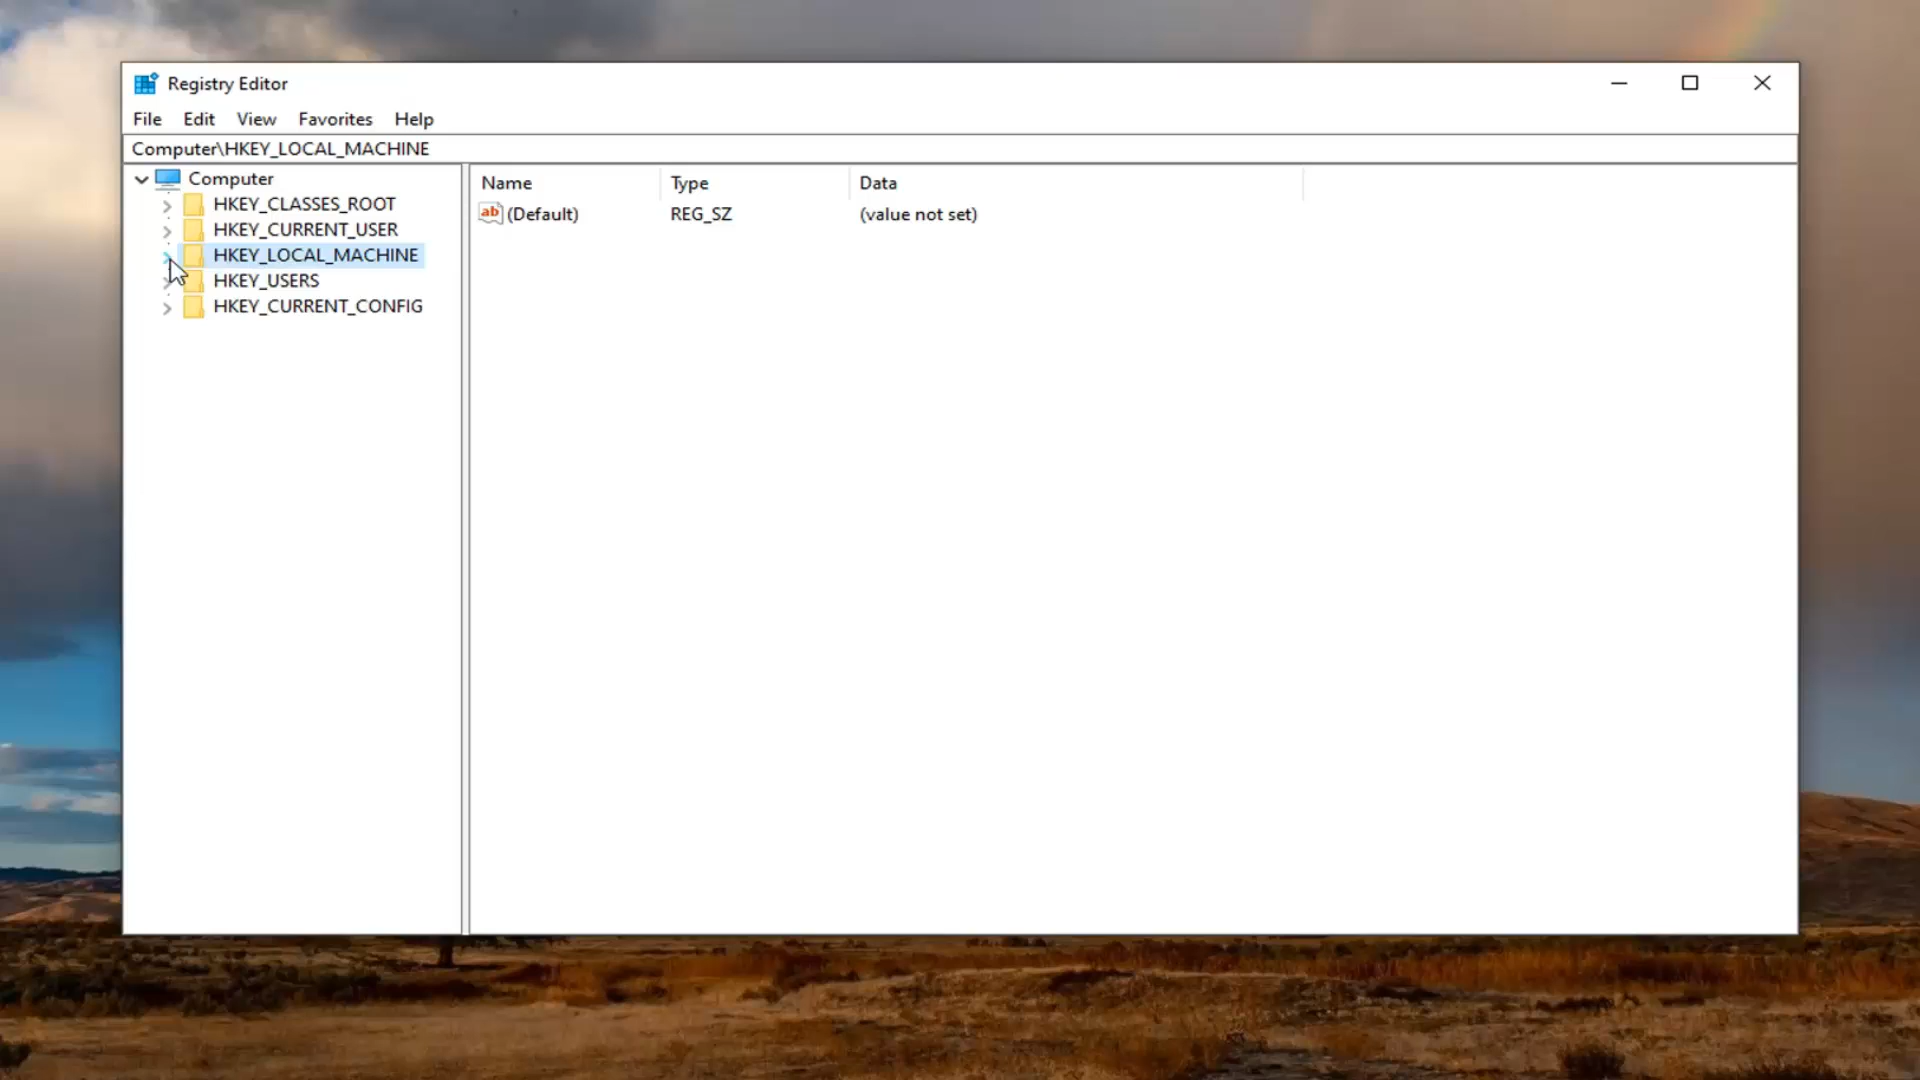 Registry Editor
File Edit View Favorites Help
Computer\HKEY_LOCAL_MACHINE
Computer
HKEY_CLASSES_ROOT
HKEY_CURRENT_USER
HKEY_LOCAL_MACHINE
HKEY_USERS
HKEY_CURRENT_CONFIG
Name Type Data
ab (Default) REG_SZ (value not set)